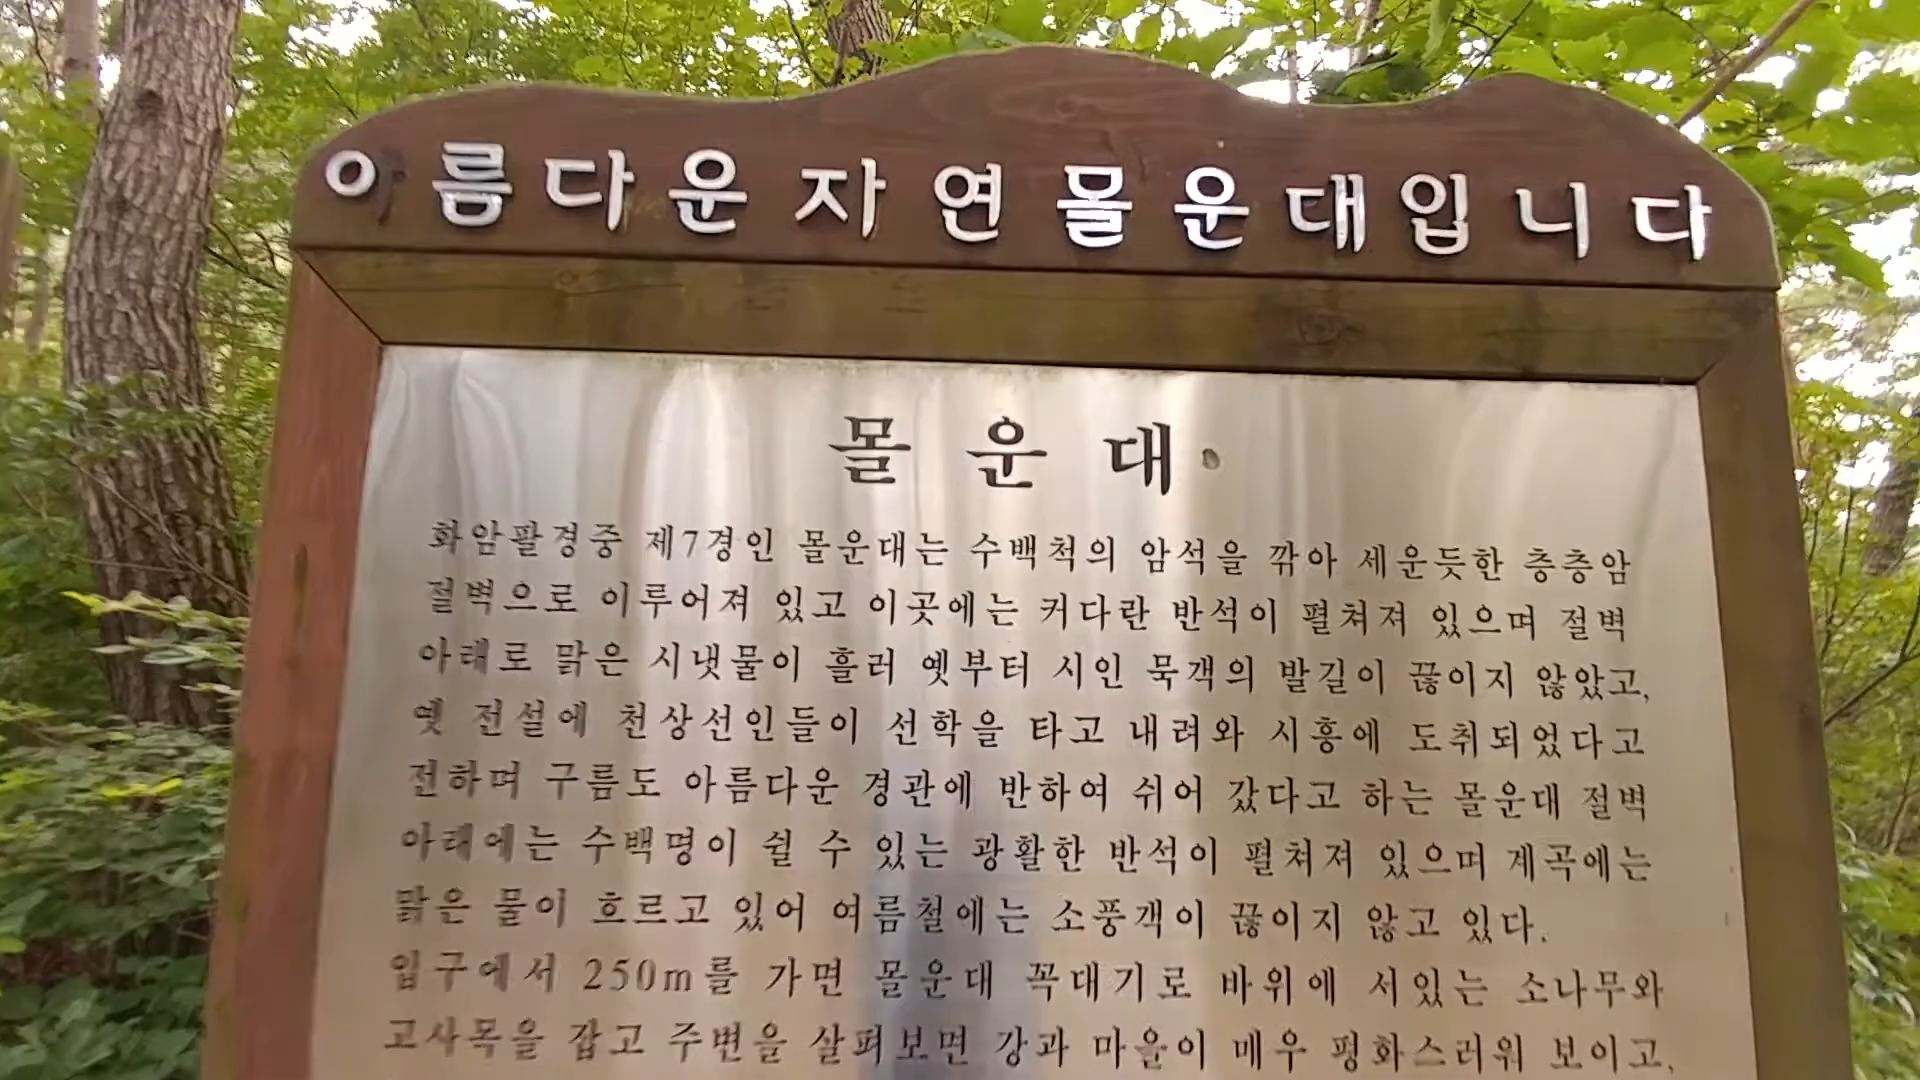 아름다운 자연 몰운대입니다
몰운대
화암팔경중 제7경인 몰운대는 수백척의 암석을 깎아 세운듯한 층층암
절벽으로 이루어져 있고 이곳에는 커다란 반석이 펼쳐져 있으며 절벽
아래로 맑은 시냇물이 흘러 옛부터 시인 묵객의 발길이 끊이지 않았고,
옛 전설에 천상선인들이 선학을 타고 내려와 시흥에 도취되었다고
전하며 구름도 아름다운 경관에 반하여 쉬어 갔다고 하는 몰운대 절벽
아래에는 수백명이 쉴 수 있는 광활한 반석이 펼쳐져 있으며 계곡에는
맑은 물이 흐르고 있어 여름철에는 소풍객이 끊이지 않고 있다.
입구에서 250m를 가면 몰운대 꼭대기로 바위에 서있는 소나무와
고사목을 잡고 주변을 살펴보면 강과 마을이 매우 평화스러워 보이고,